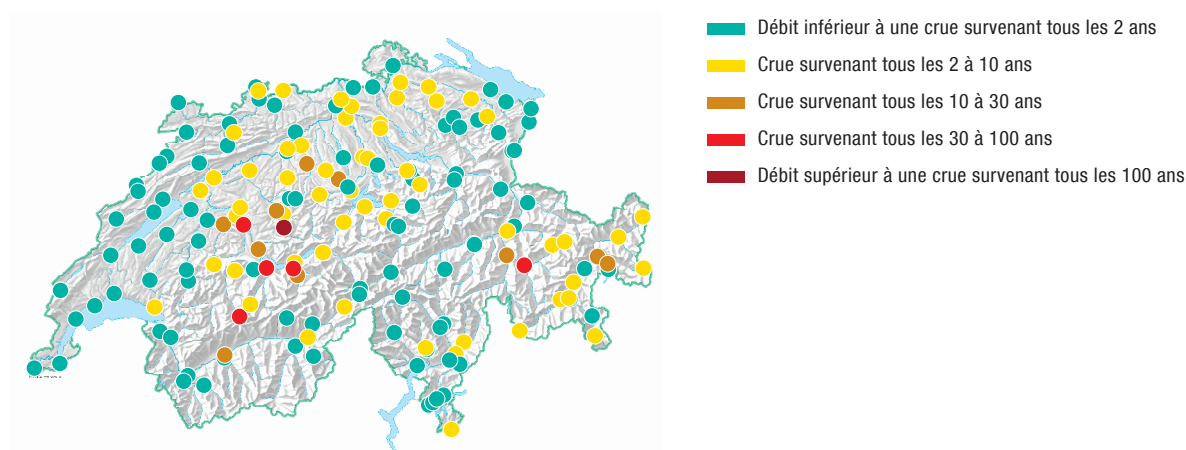 Débit inférieur à une crue survenant tous les 2 ans
Crue survenant tous les 2 à 10 ans
Crue survenant tous les 10 à 30 ans
Crue survenant tous les 30 à 100 ans
Débit supérieur à une crue survenant tous les 100 ans